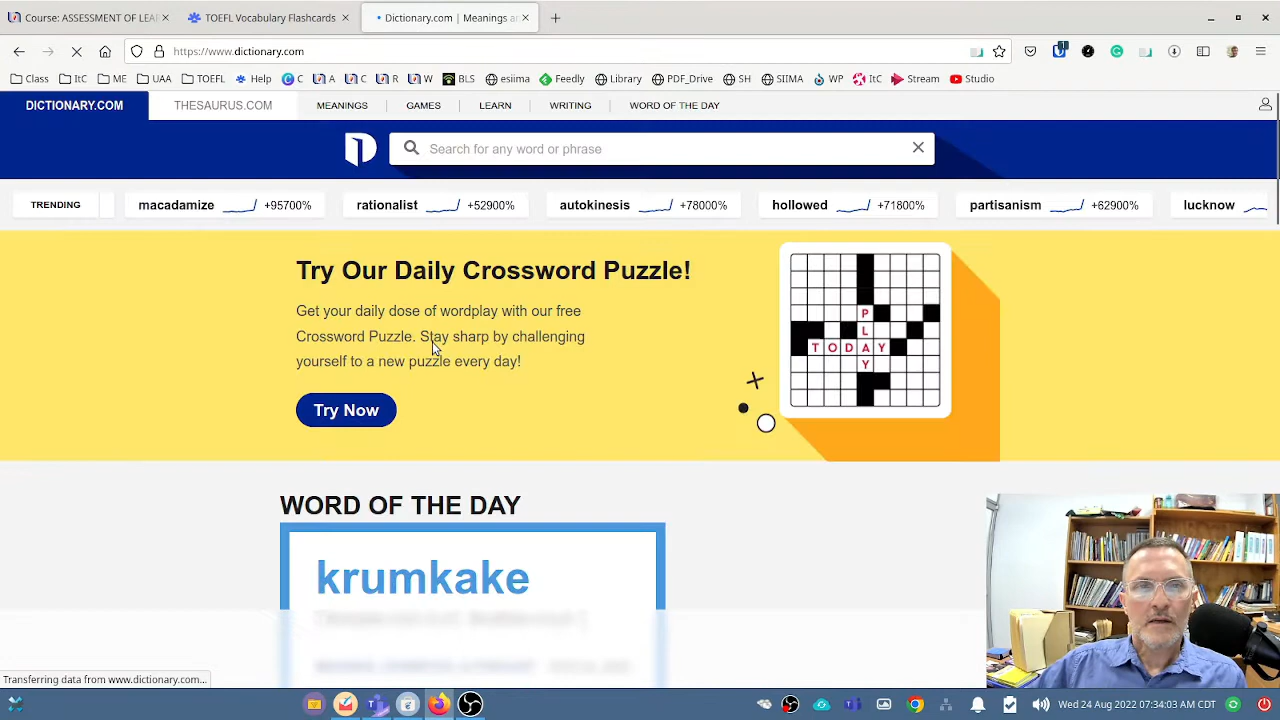 Course: ASSESSMENT OF LEA
TOEFL Vocabulary Flashcards
Dictionary.com | Meanings an
https://www.dictionary.com
Class
ItC
ME
UAA
TOEFL
Help
C
A
C
R
W
BLS
esiima
Feedly
Library
PDF_Drive
SH
SIIMA
WP
ItC
Stream
Studio
DICTIONARY.COM
THESAURUS.COM
MEANINGS
GAMES
LEARN
WRITING
WORD OF THE DAY
Search for any word or phrase
TRENDING
macadamize +95700%
rationalist +52900%
autokinesis +78000%
hollowed +71800%
partisanism +62900%
lucknow
Try Our Daily Crossword Puzzle!
Get your daily dose of wordplay with our free
Crossword Puzzle. Stay sharp by challenging
yourself to a new puzzle every day!
Try Now
PLAY
TODAY
WORD OF THE DAY
krumkake
Transferring data from www.dictionary.com...
Wed 24 Aug 2022 07:34:03 AM CDT